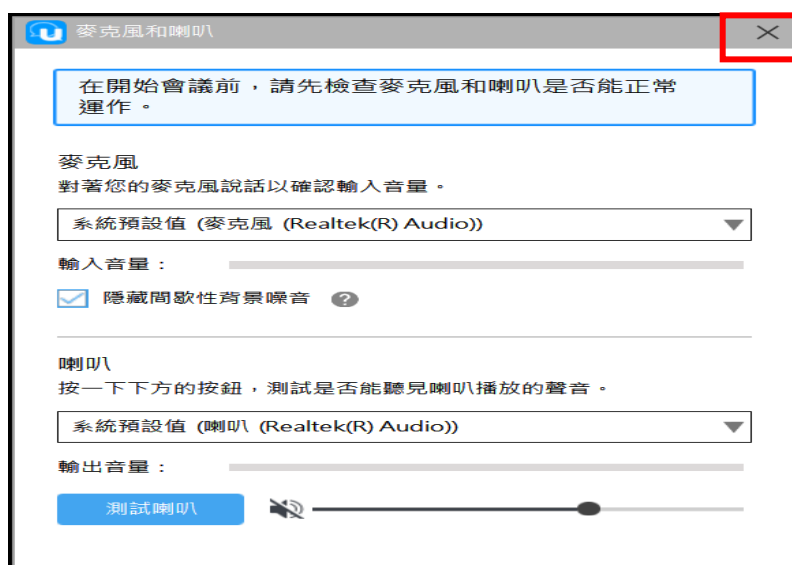 麥克風和喇叭
在開始會議前，請先檢查麥克風和喇叭是否能正常
運作。
麥克風
對著您的麥克風說話以確認輸入音量。
系統預設值 (麥克風 (Realtek(R) Audio))
輸入音量：
隱藏間歇性背景噪音 ?
喇叭
按一下下方的按鈕，測試是否能聽見喇叭播放的聲音。
系統預設值 (喇叭 (Realtek(R) Audio))
輸出音量：
測試喇叭